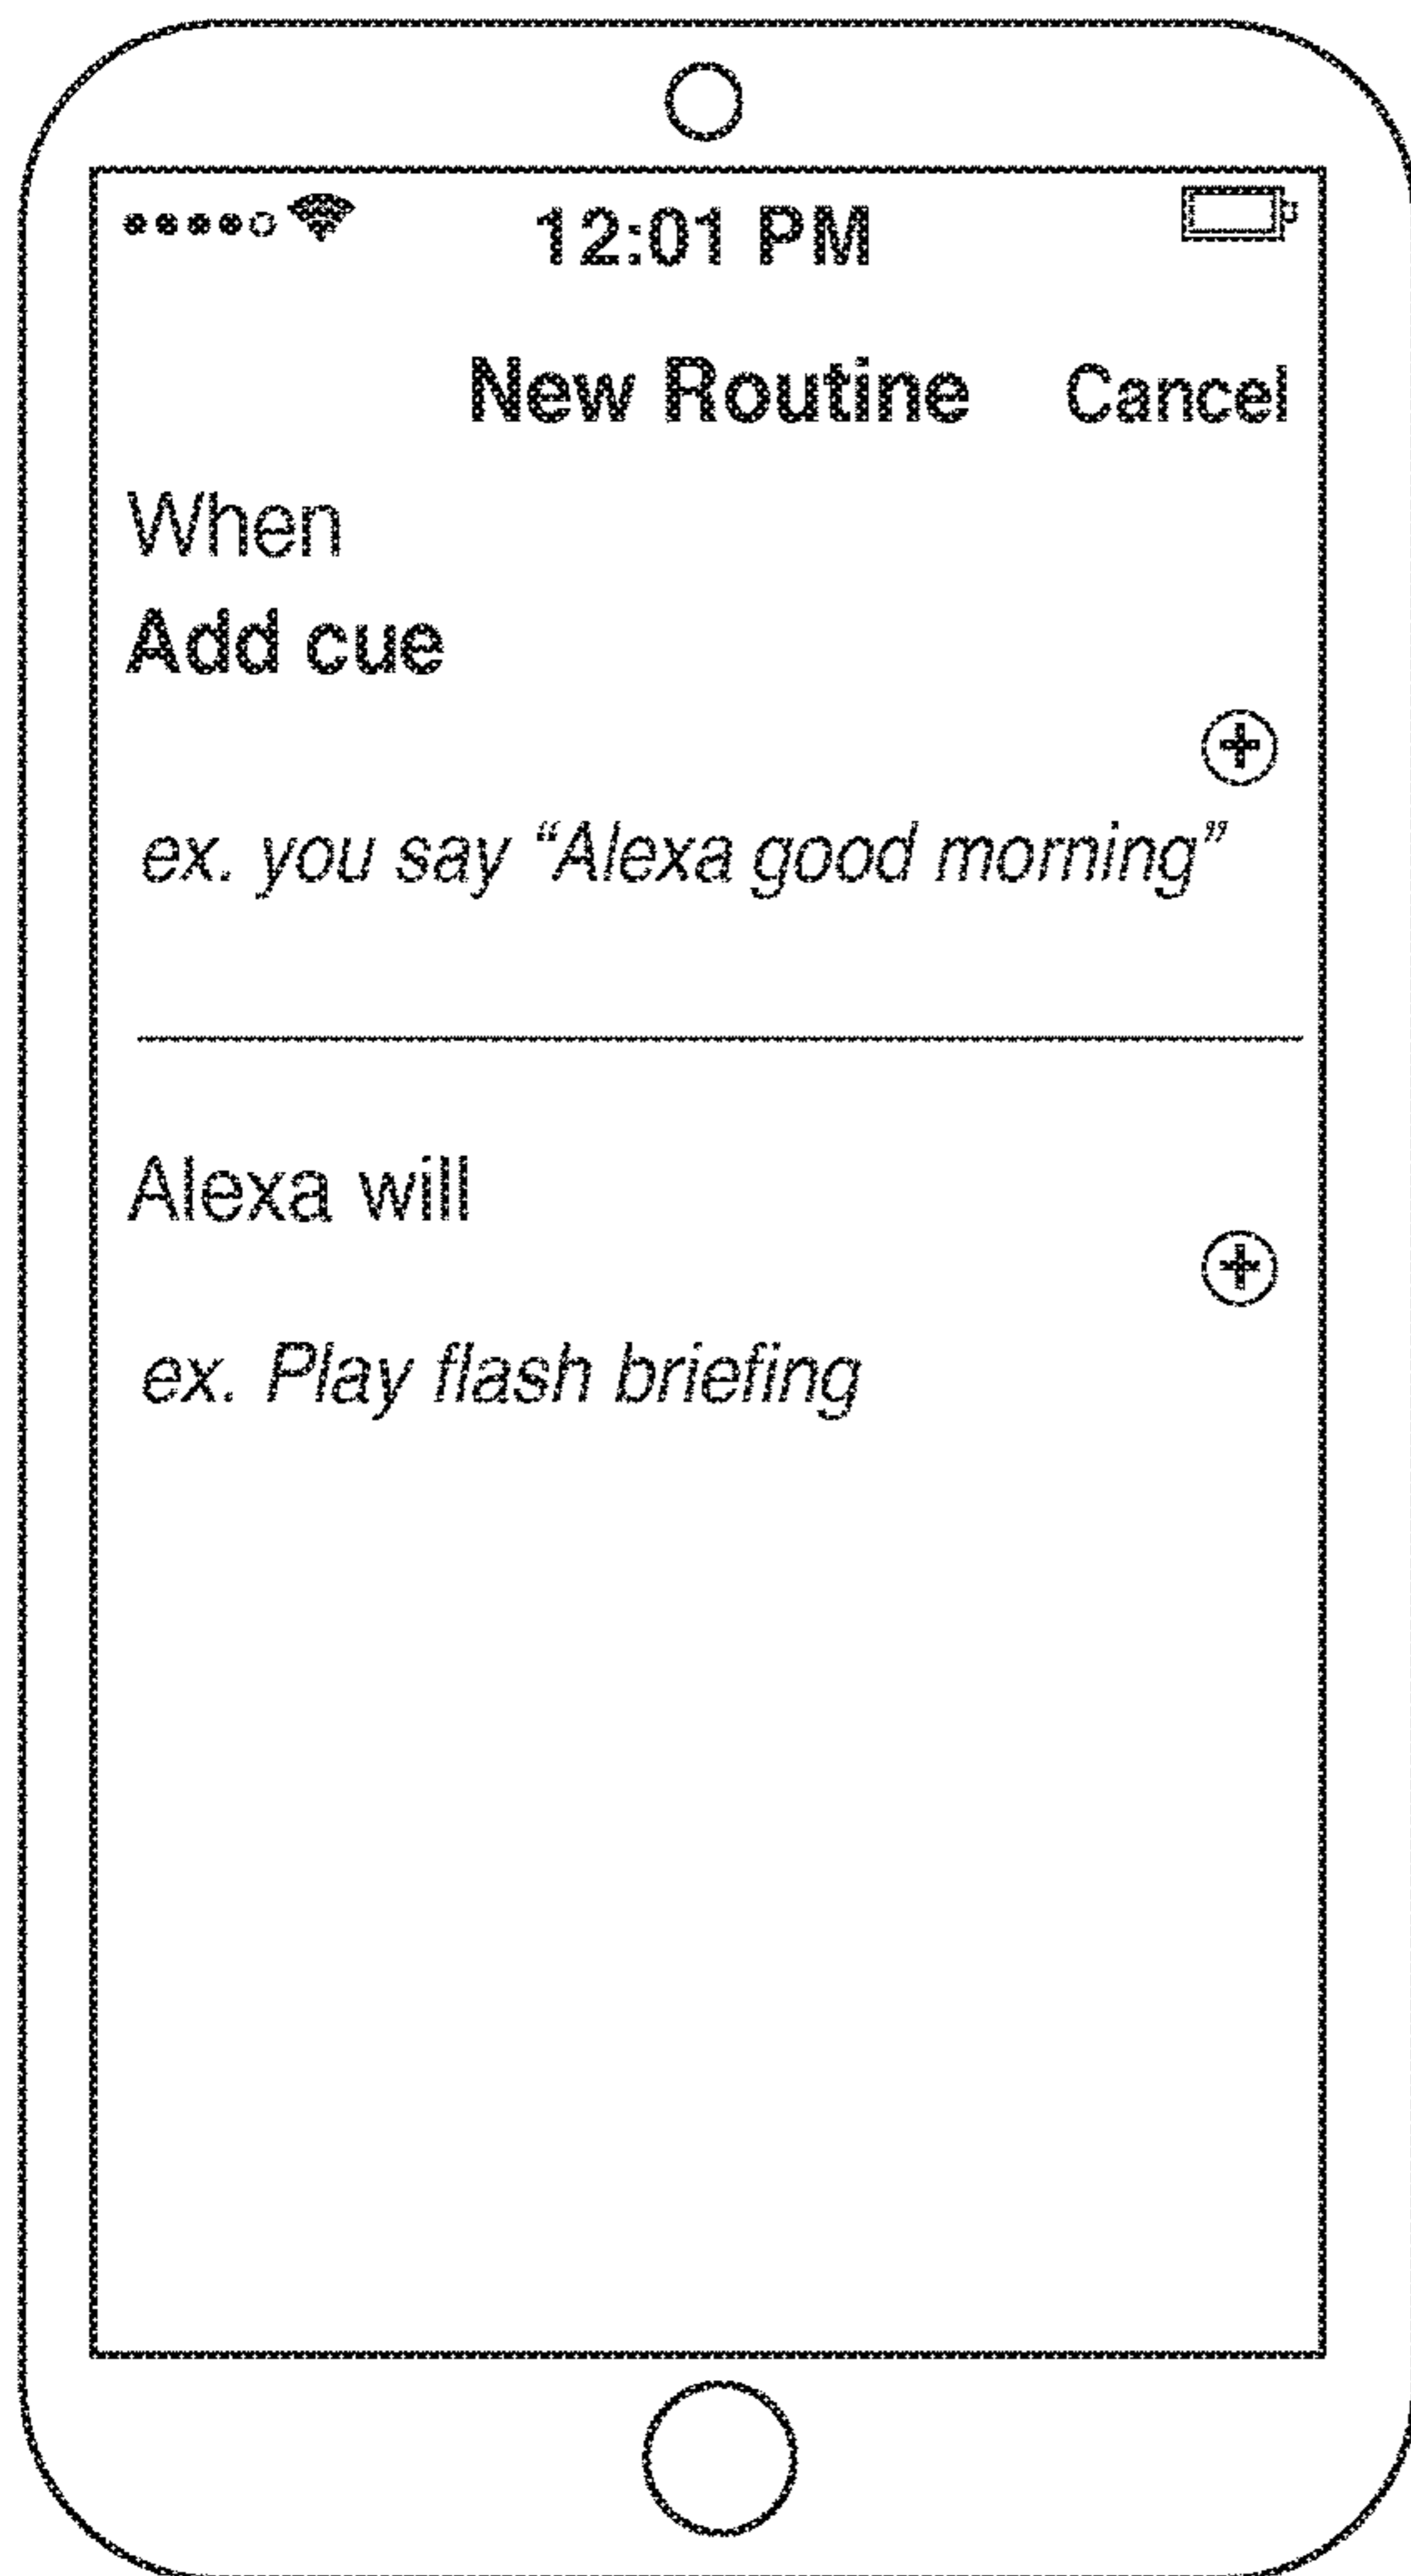 12:01 PM
New Routine Cancel
When
Add cue
ex. you say “Alexa good morning”
Alexa will
ex. Play flash briefing